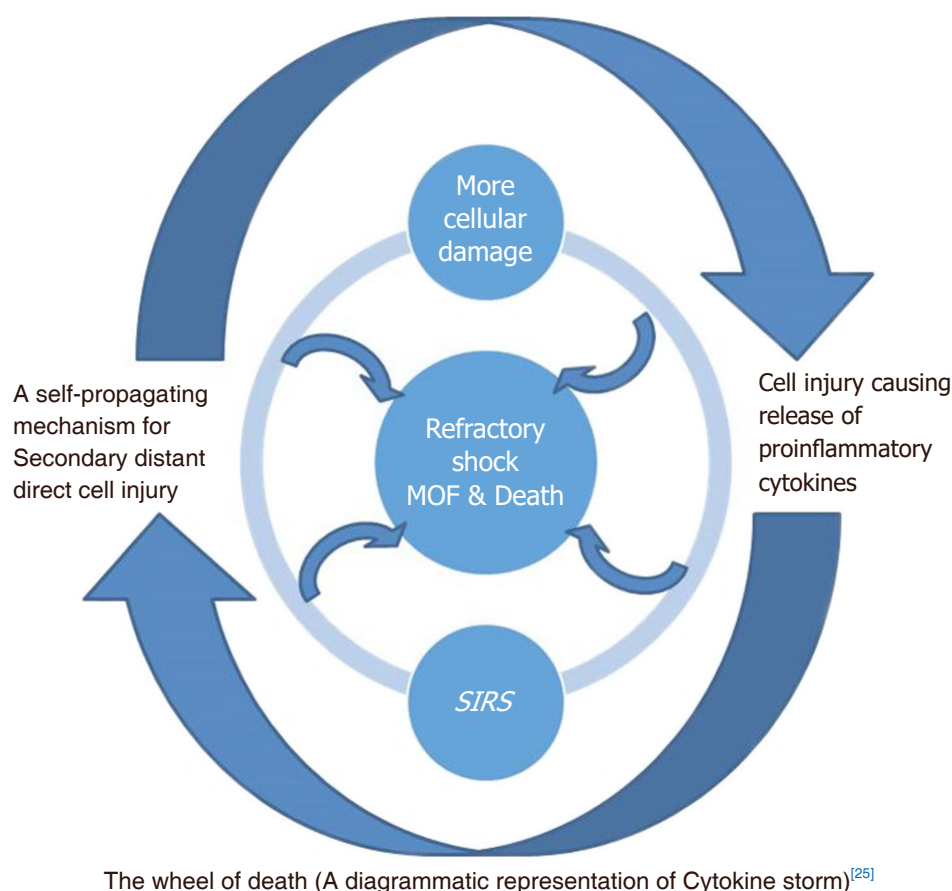 More
cellular
damage
A self-propagating
mechanism for
Secondary distant
direct cell injury
Refractory
shock
MOF & Death
Cell injury causing
release of
proinflammatory
cytokines
SIRS
The wheel of death (A diagrammatic representation of Cytokine storm)[25]